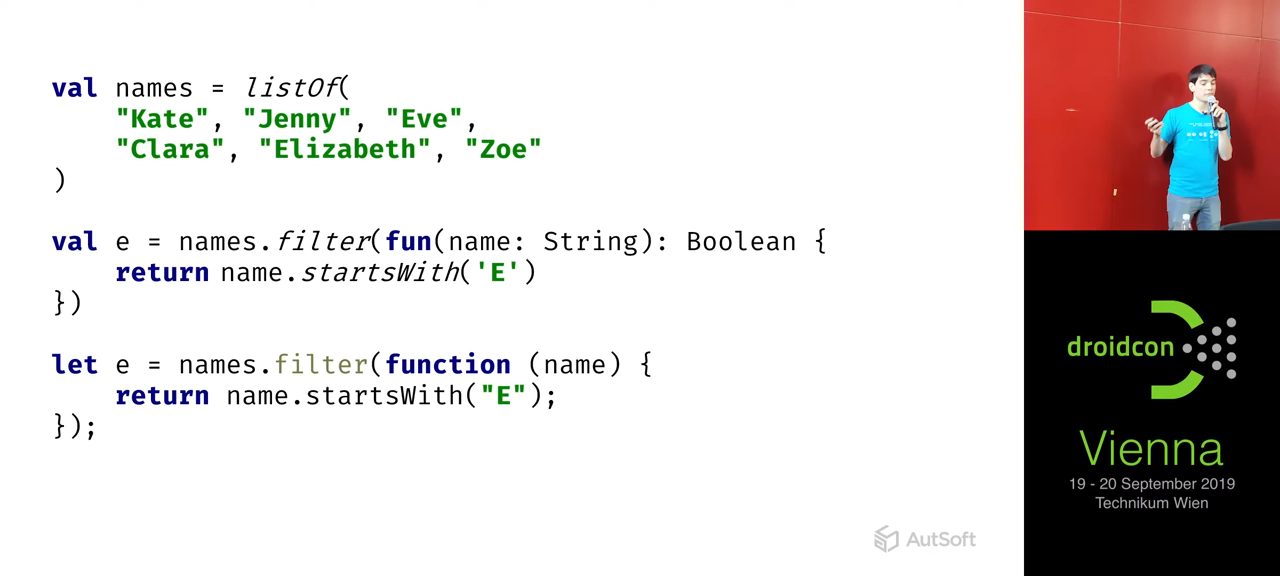 val names = listOf(
"Kate", "Jenny", "Eve",
"Clara", "Elizabeth", "Zoe"
)
val e = names.filter(fun(name: String): Boolean {
return name.startsWith('E')
})
let e = names.filter(function (name) {
return name.startsWith("E");
});
AutSoft
droidcon
Vienna
19 - 20 September 2019
Technikum Wien